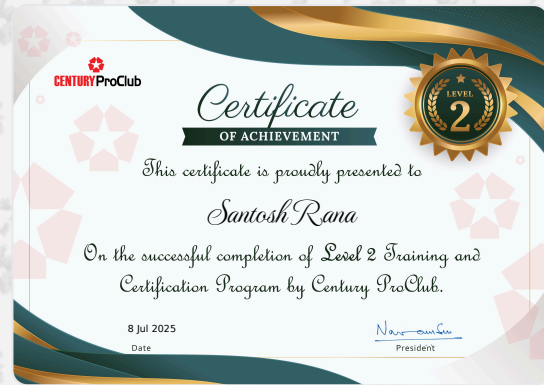 CENTURY ProClub
LEVEL
2
Certificate
OF ACHIEVEMENT
This certificate is proudly presented to
Santosh Rana
On the successful completion of Level 2 Training and
Certification Program by Century ProClub.
8 Jul 2025
Date
President